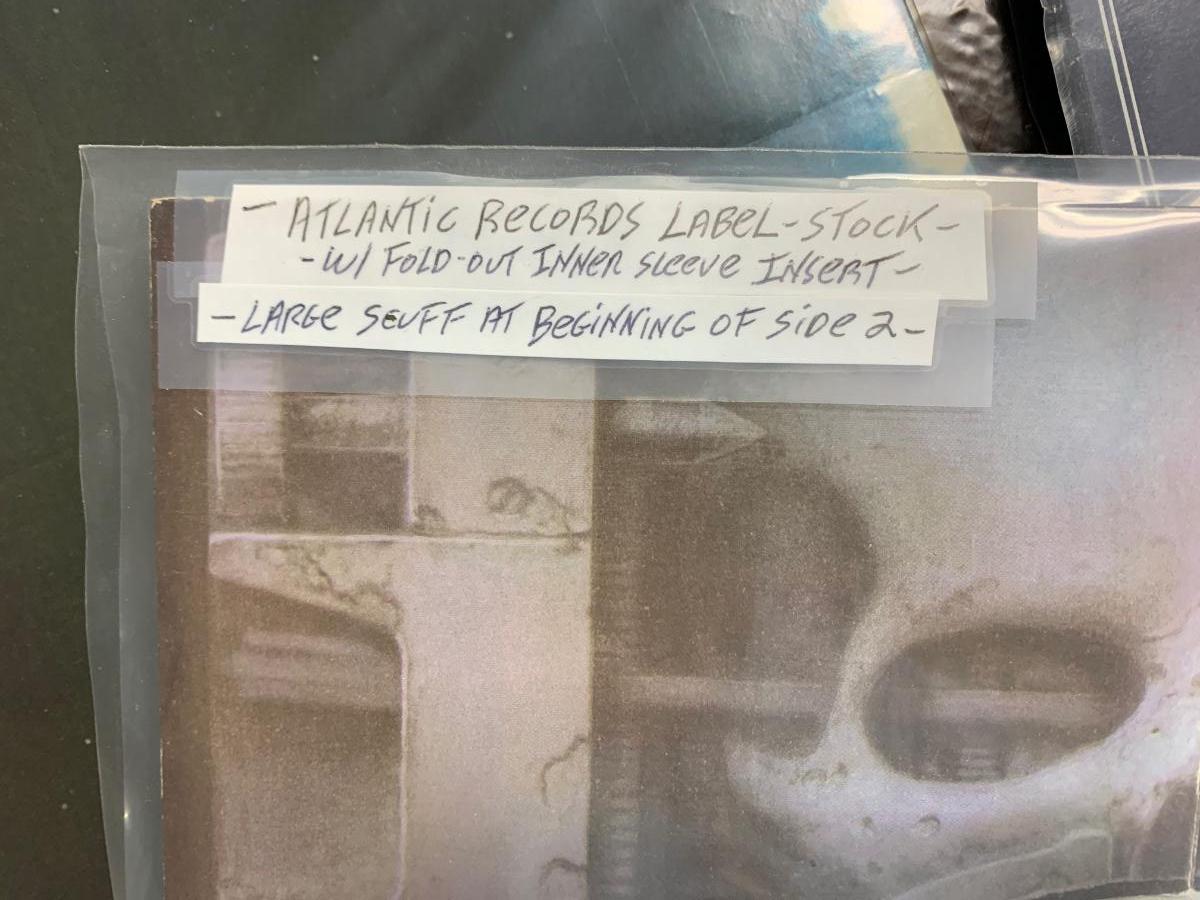 - ATLANTIC RECORDS LABEL-STOCK -
- W/ FOLD-OUT INNER SLEEVE INSERT -
- LARGE SCUFF AT BEGINNING OF SIDE 2 -